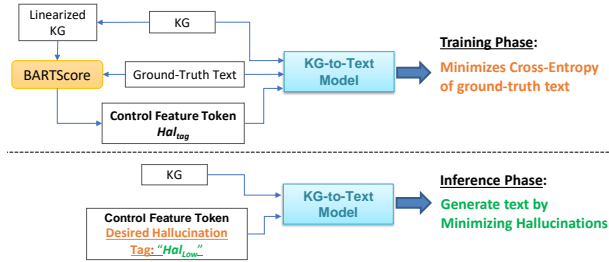 Linearized
KG
KG
BARTScore
Ground-Truth Text
Control Feature Token
Hal_tag
KG-to-Text
Model
Training Phase:
Minimizes Cross-Entropy
of ground-truth text
KG
Control Feature Token
Desired Hallucination
Tag: "Hal_Low"
KG-to-Text
Model
Inference Phase:
Generate text by
Minimizing Hallucinations